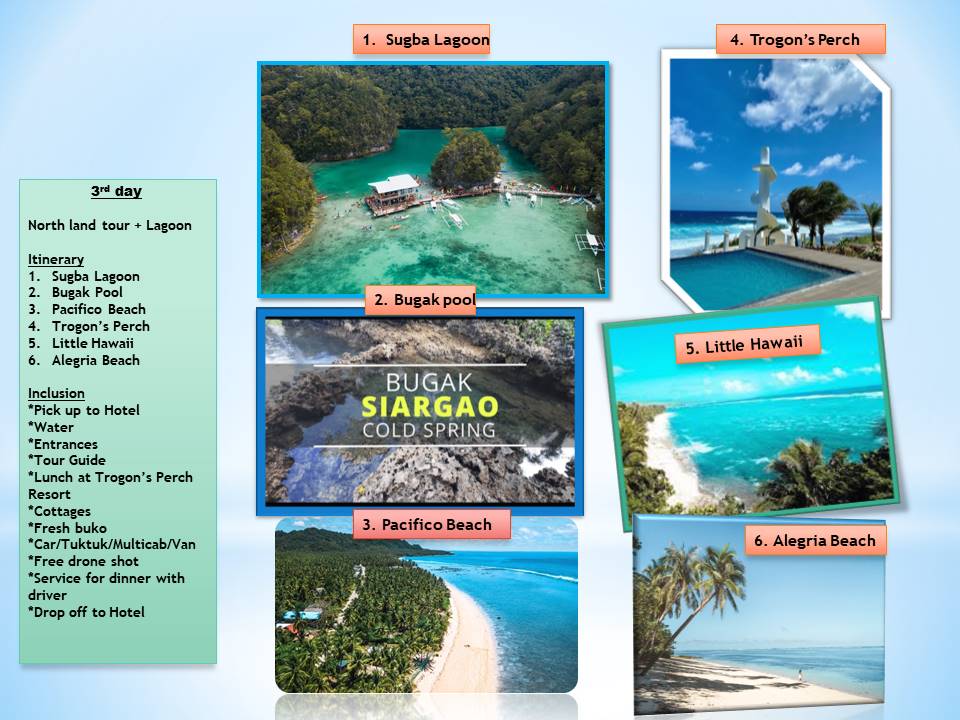 3rd day
North land tour + Lagoon
Itinerary
1. Sugba Lagoon
2. Bugak Pool
3. Pacifico Beach
4. Trogon's Perch
5. Little Hawaii
6. Alegria Beach
Inclusion
*Pick up to Hotel
*Water
*Entrances
*Tour Guide
*Lunch at Trogon's Perch
Resort
*Cottages
*Fresh buko
*Car/Tuktuk/Multicab/Van
*Free drone shot
*Service for dinner with
driver
*Drop off to Hotel
1. Sugba Lagoon
2. Bugak pool
BUGAK
SIARGAO
COLD SPRING
3. Pacifico Beach
4. Trogon's Perch
5. Little Hawaii
6. Alegria Beach